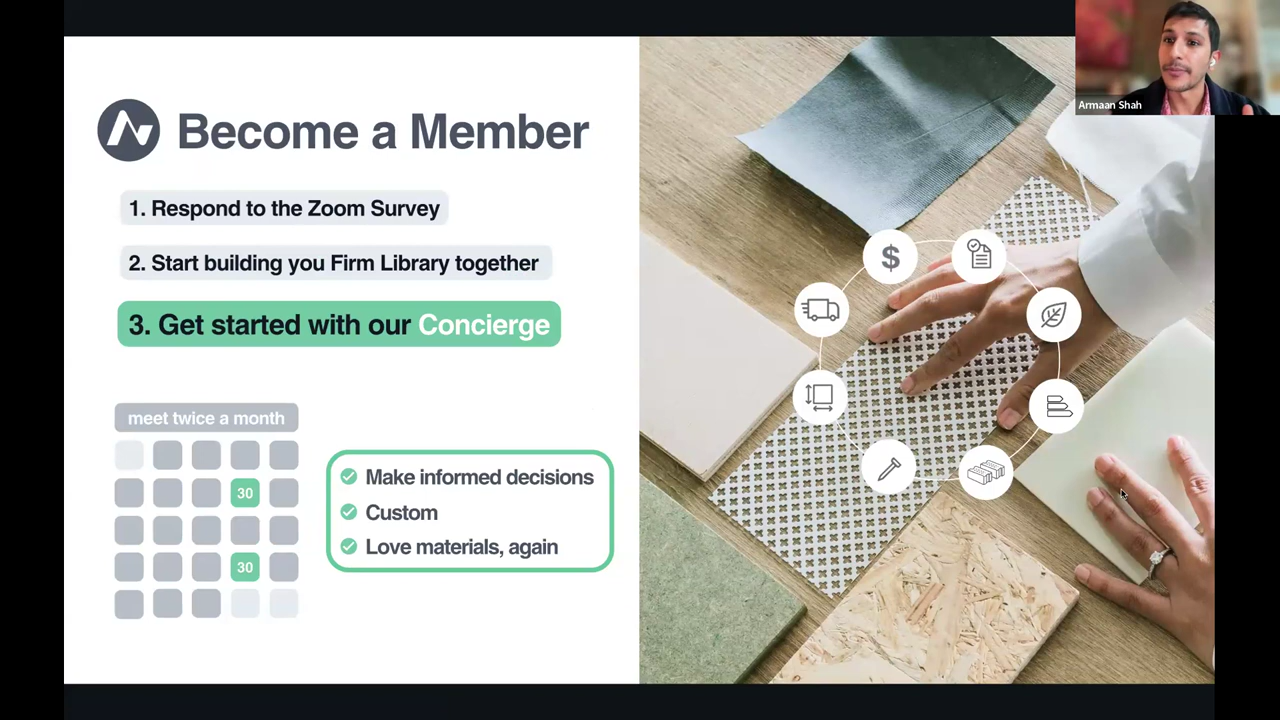 Armaan Shah
Become a Member
1. Respond to the Zoom Survey
2. Start building you Firm Library together
3. Get started with our Concierge
meet twice a month
30
30
Make informed decisions
Custom
Love materials, again
$